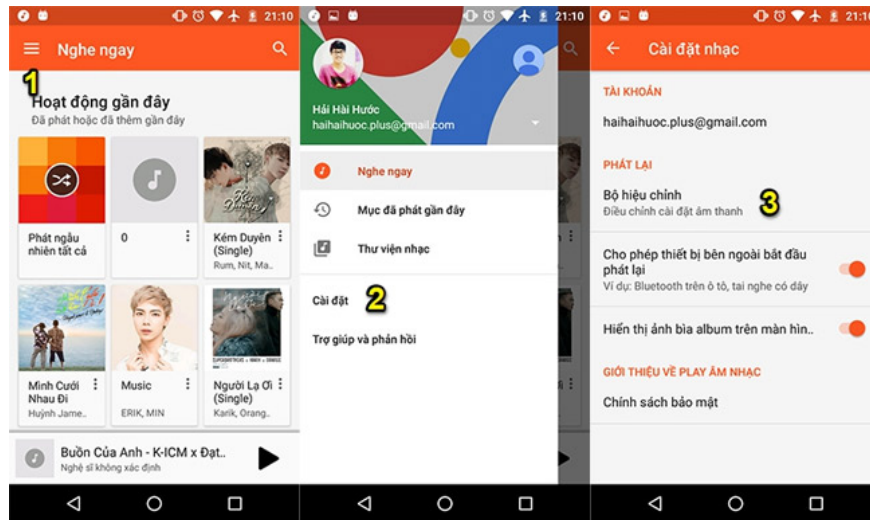 21:10
Nghe ngay
1
Hoạt động gần đây
Đã phát hoặc đã thêm gần đây
Phát ngẫu
nhiên tất cả
0
Kém Duyên
(Single)
Rum, Nit, Ma..
Mình Cưới
Nhau Đi
Huỳnh Jame..
Music
ERIK, MIN
Người Lạ Ơi
(Single)
Karik, Orang..
Buồn Của Anh - K-ICM x Đạt..
Nghệ sĩ không xác định
21:10
Hải Hài Hước
haihaihuoc.plus@gmail.com
Nghe ngay
Mục đã phát gần đây
Thư viện nhạc
Cài đặt
2
Trợ giúp và phản hồi
21:10
Cài đặt nhạc
TÀI KHOẢN
haihaihuoc.plus@gmail.com
PHÁT LẠI
Bộ hiệu chỉnh
Điều chỉnh cài đặt âm thanh
3
Cho phép thiết bị bên ngoài bắt đầu
phát lại
Ví dụ: Bluetooth trên ô tô, tai nghe có dây
Hiển thị ảnh bìa album trên màn hìn..
GIỚI THIỆU VỀ PLAY ÂM NHẠC
Chính sách bảo mật